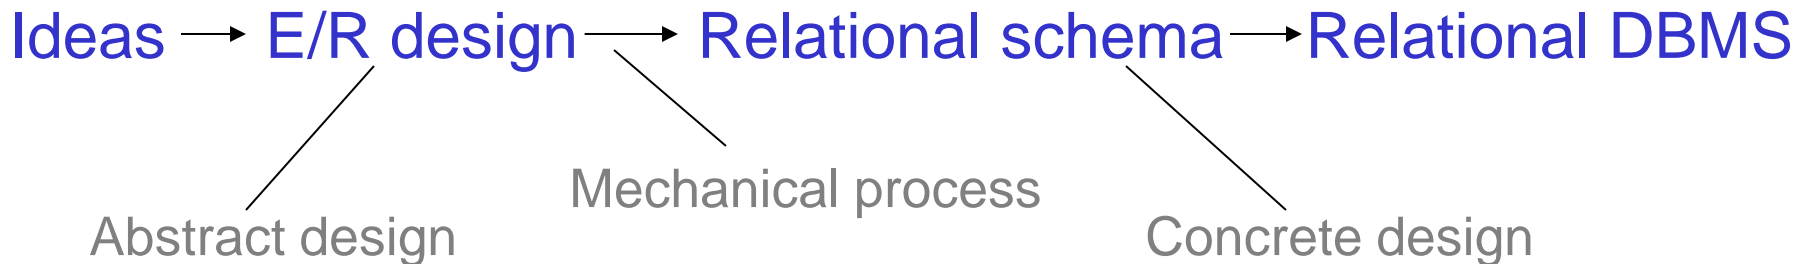 Ideas E/R design Relational schema Relational DBMS
Mechanical process
Abstract design Concrete design